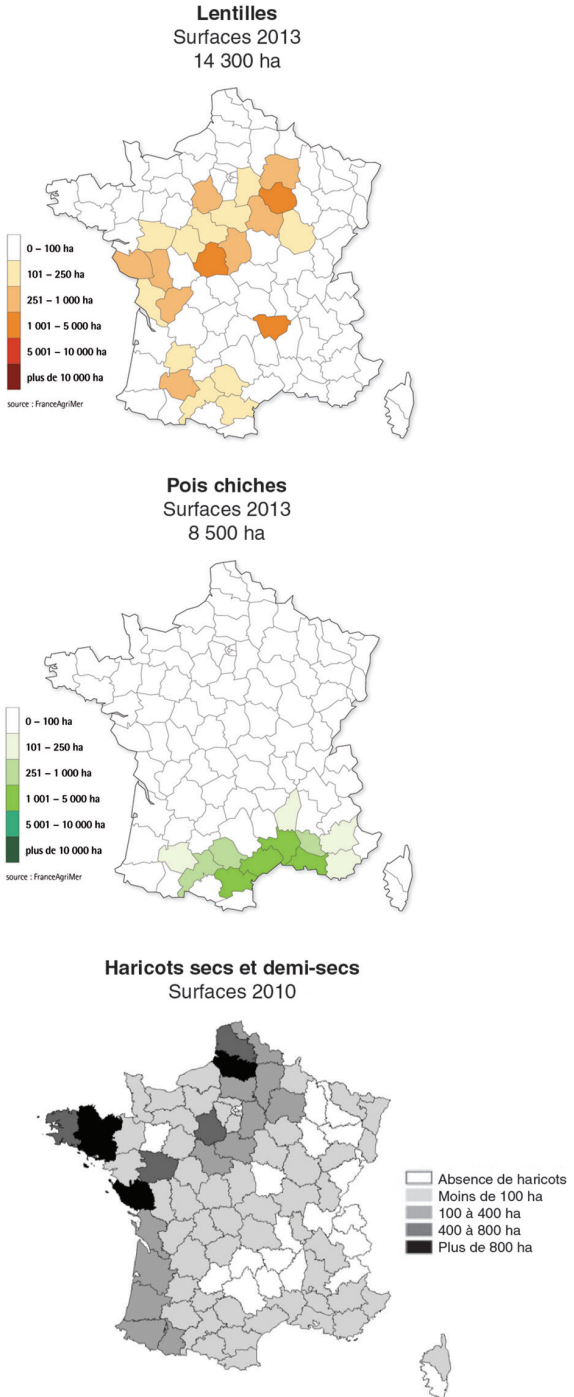 Lentilles
Surfaces 2013
14 300 ha
0 – 100 ha
101 – 250 ha
251 – 1 000 ha
1 001 – 5 000 ha
5 001 – 10 000 ha
plus de 10 000 ha
source : FranceAgriMer
Pois chiches
Surfaces 2013
8 500 ha
0 – 100 ha
101 – 250 ha
251 – 1 000 ha
1 001 – 5 000 ha
5 001 – 10 000 ha
plus de 10 000 ha
source : FranceAgriMer
Haricots secs et demi-secs
Surfaces 2010
Absence de haricots
Moins de 100 ha
100 à 400 ha
400 à 800 ha
Plus de 800 ha